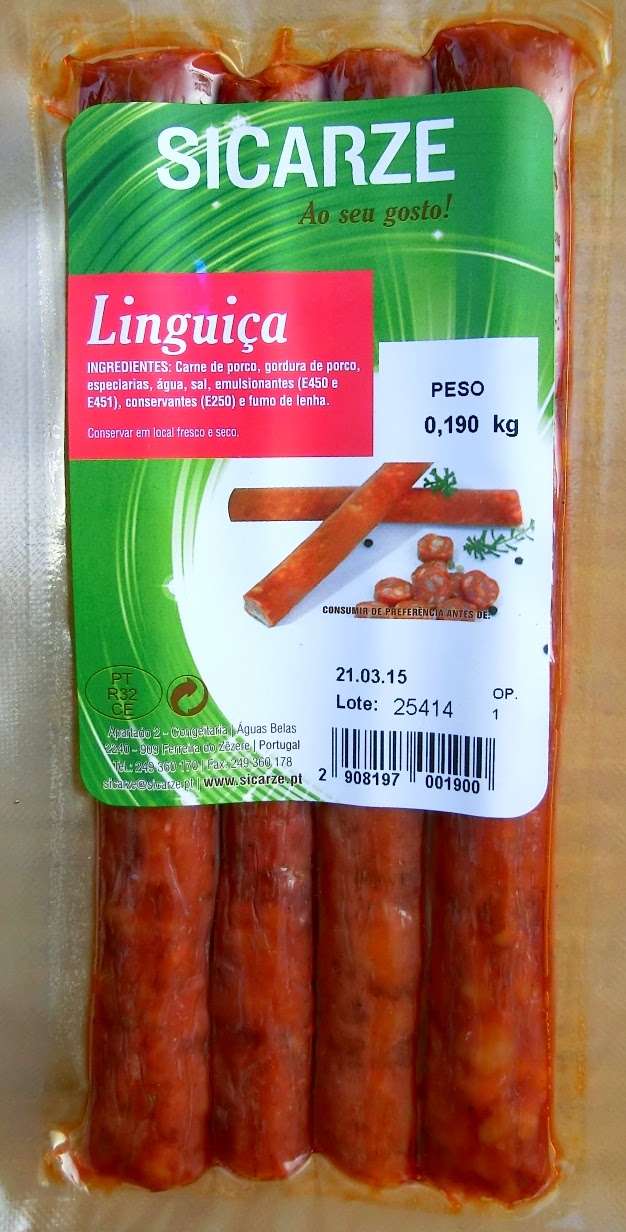 SICARZE
Ao seu gosto!
Linguiça
INGREDIENTES: Carne de porco, gordura de porco,
especiarias, água, sal, emulsionantes (E450 e
E451), conservantes (E250) e fumo de lenha.
Conservar em local fresco e seco.
PESO
0,190 kg
CONSUMIR DE PREFERÊNCIA ANTES DE:
21.03.15
Lote: 25414
OP.
1
PT
R32
CE
Apartado 2 - Congeitaria | Águas Belas
2240 - 909 Ferreira do Zêzere | Portugal
Tel.: 249 360 170 | Fax: 249 360 178
sicarze@sicarze.pt | www.sicarze.pt
2 908197 001900